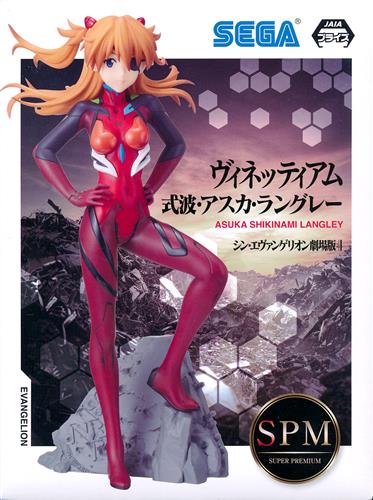 SEGA®
JAIA
プライズ
ヴィネッティアム
式波・アスカ・ラングレー
ASUKA SHIKINAMI LANGLEY
シン・エヴァンゲリオン劇場版𝄇
EVANGELION
SPM
SUPER PREMIUM